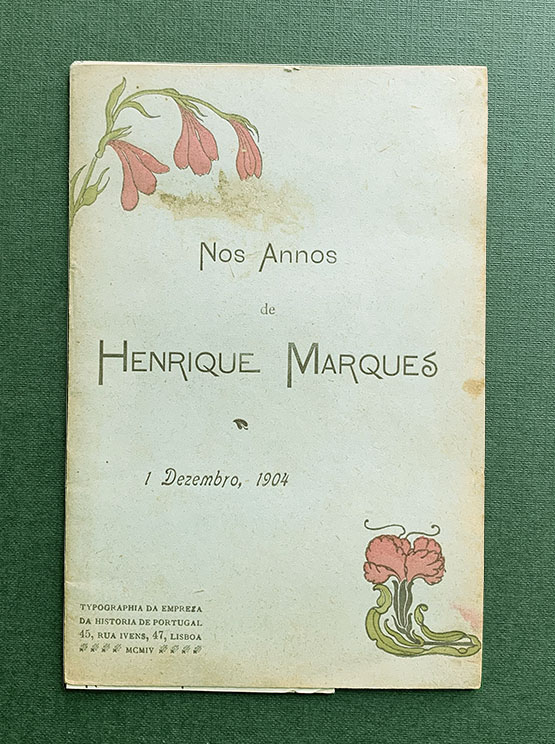 Nos Annos
de
Henrique Marques
1 Dezembro, 1904
TYPOGRAPHIA DA EMPREZA
DA HISTORIA DE PORTUGAL
45, RUA IVENS, 47, LISBOA
MCMIV